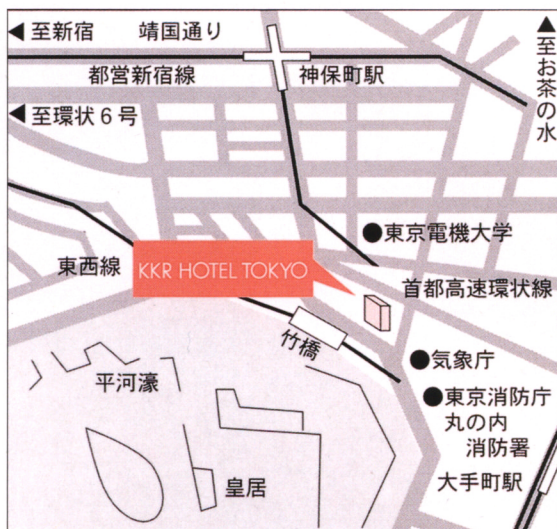 ◀至新宿
靖国通り
▲至お茶の水
都営新宿線
神保町駅
◀至環状6号
●東京電機大学
東西線
KKR HOTEL TOKYO
首都高速環状線
竹橋
●気象庁
平河濠
●東京消防庁
丸の内
消防署
大手町駅
皇居